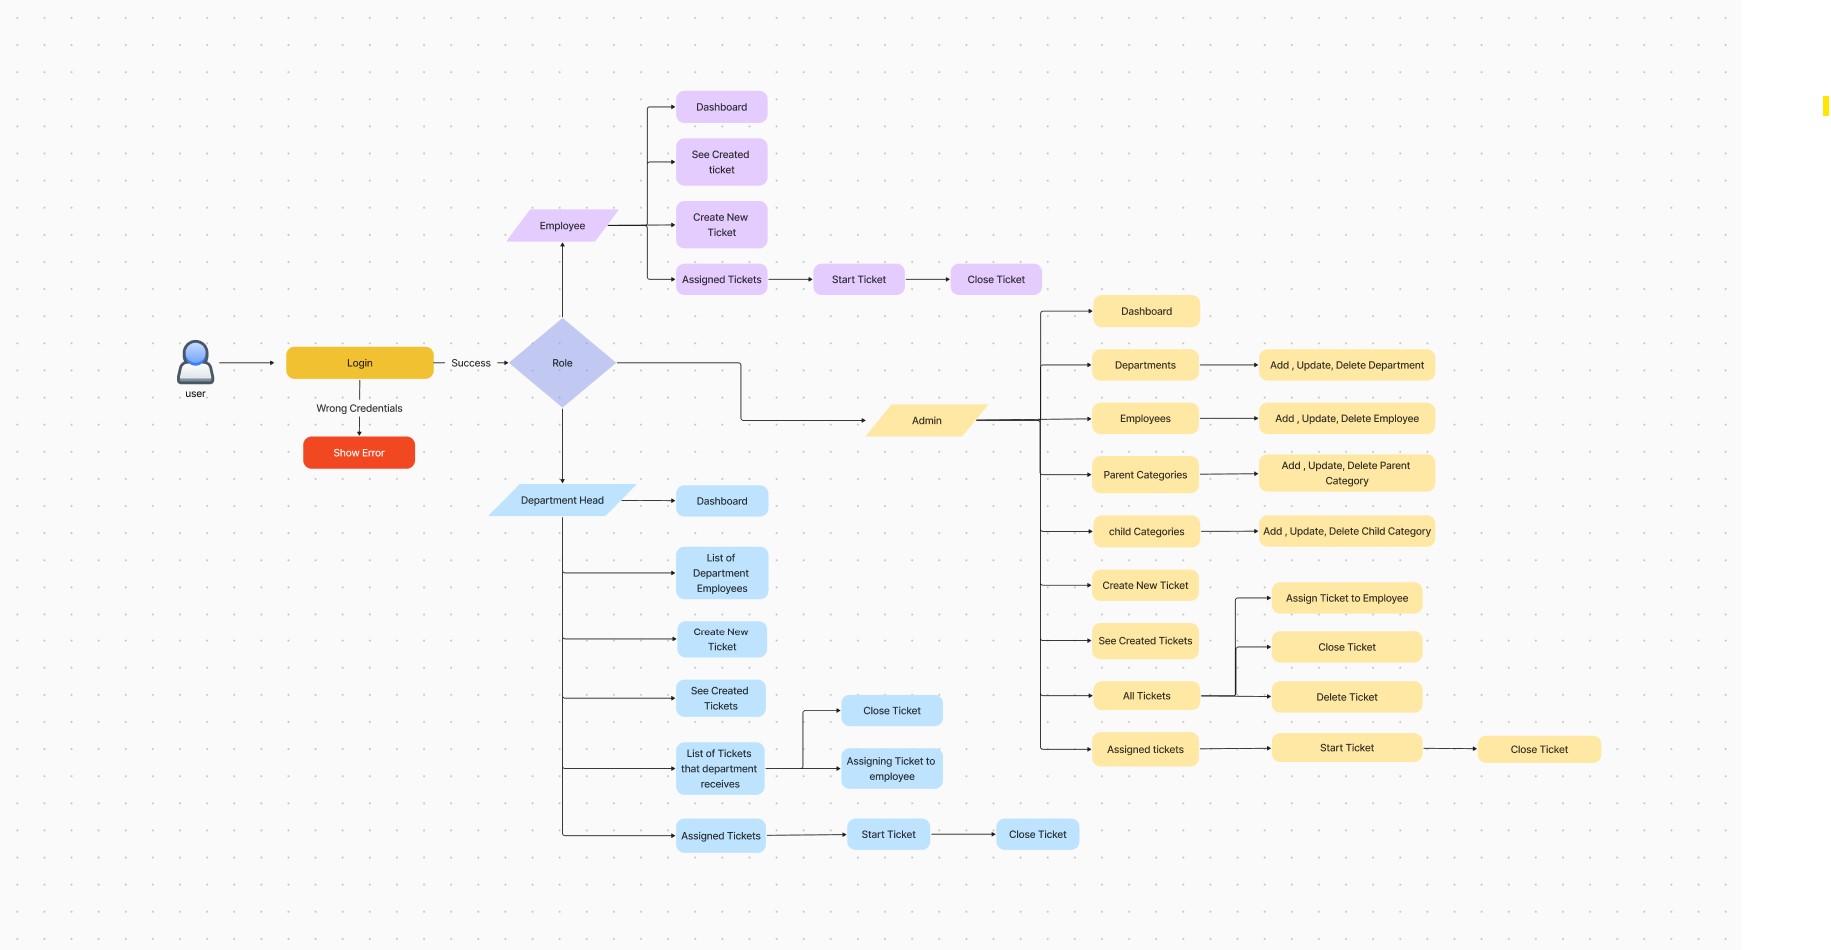 Dashboard
See Created
ticket
Create New
Ticket
Employee
Assigned Tickets
Start Ticket
Close Ticket
user
Login
Success
Role
Wrong Credentials
Show Error
Admin
Dashboard
Departments
Add , Update, Delete Department
Employees
Add , Update, Delete Employee
Parent Categories
Add , Update, Delete Parent
Category
child Categories
Add , Update, Delete Child Category
Create New Ticket
See Created Tickets
All Tickets
Assign Ticket to Employee
Close Ticket
Delete Ticket
Assigned tickets
Start Ticket
Close Ticket
Department Head
Dashboard
List of
Department
Employees
Create New
Ticket
See Created
Tickets
List of Tickets
that department
receives
Close Ticket
Assigning Ticket to
employee
Assigned Tickets
Start Ticket
Close Ticket